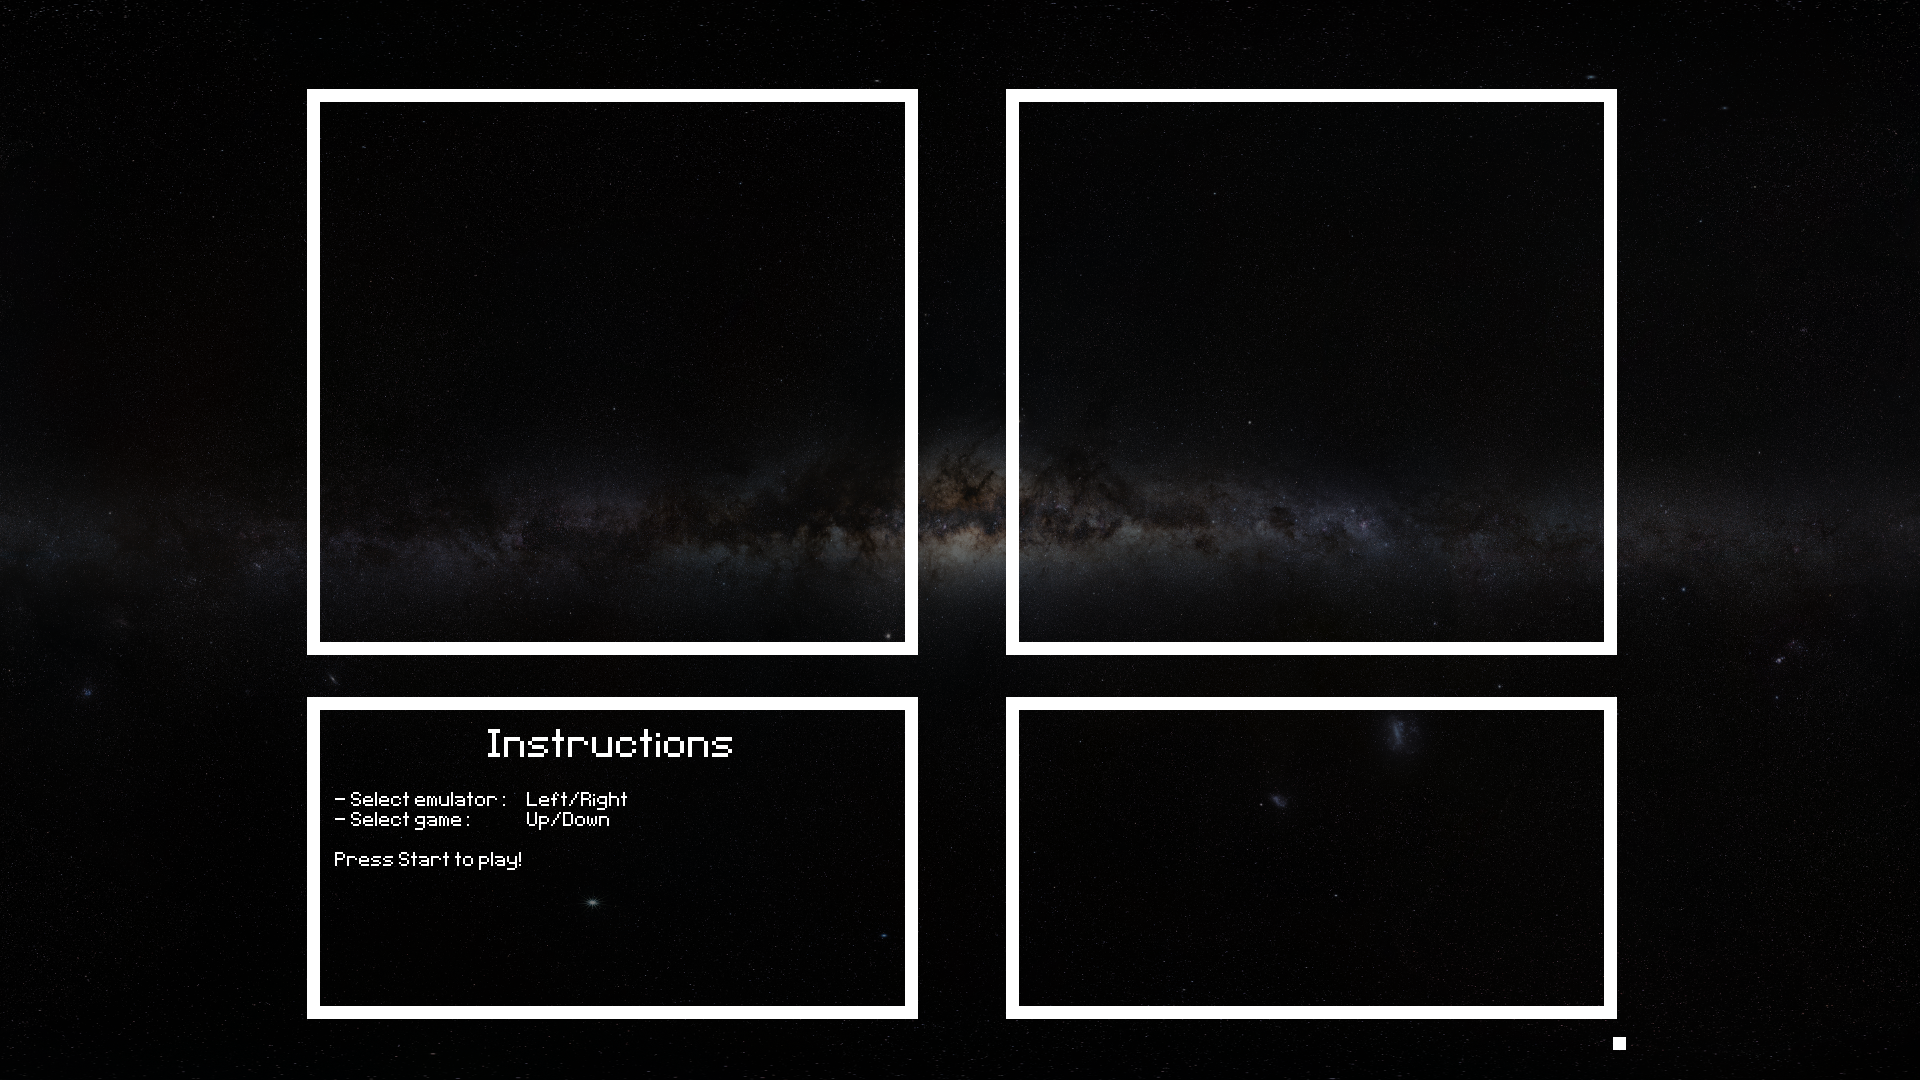 Instructions
- Select emulator: Left/Right
- Select game: Up/Down
Press Start to play!